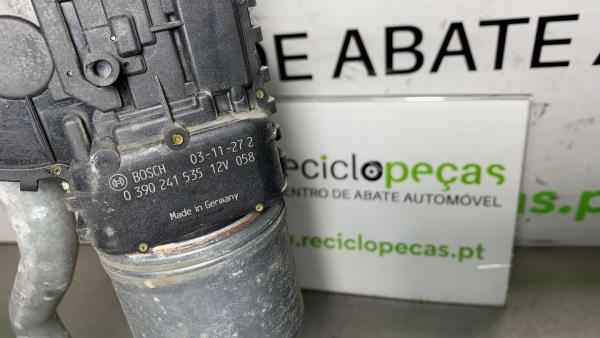 DE ABATE A
BOSCH 03-11-27 2
0 390 241 535 12V 058
Made in Germany
reciclopeças
CENTRO DE ABATE AUTOMÓVEL
www.reciclopecas.pt